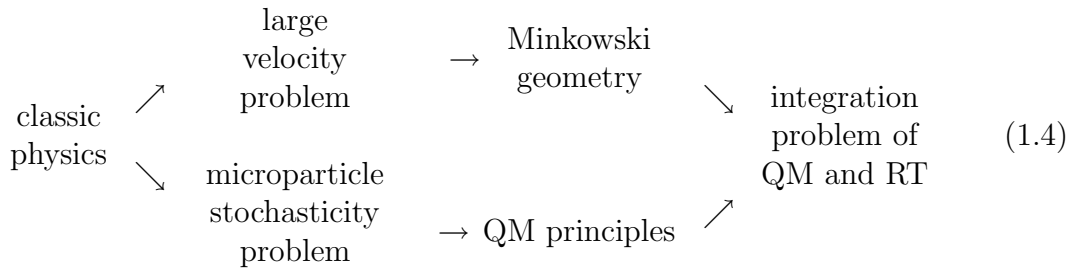 classic
physics
↗
↘
large
velocity
problem
→
Minkowski
geometry
microparticle
stochasticity
problem
→
QM principles
↘
↗
integration
problem of
QM and RT
(1.4)